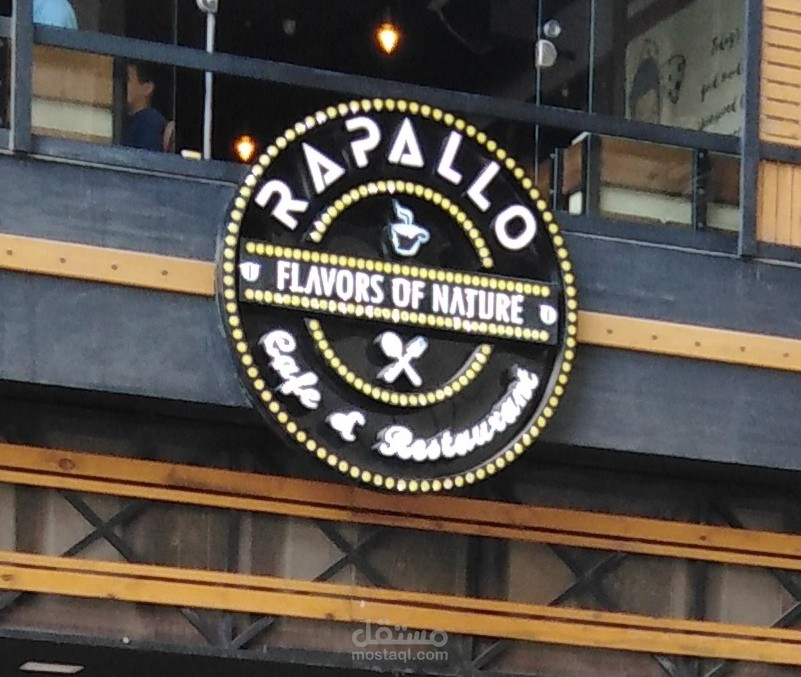 RAPALLO
FLAVORS OF NATURE
Cafe & Restaurant
مستقل
mostaql.com